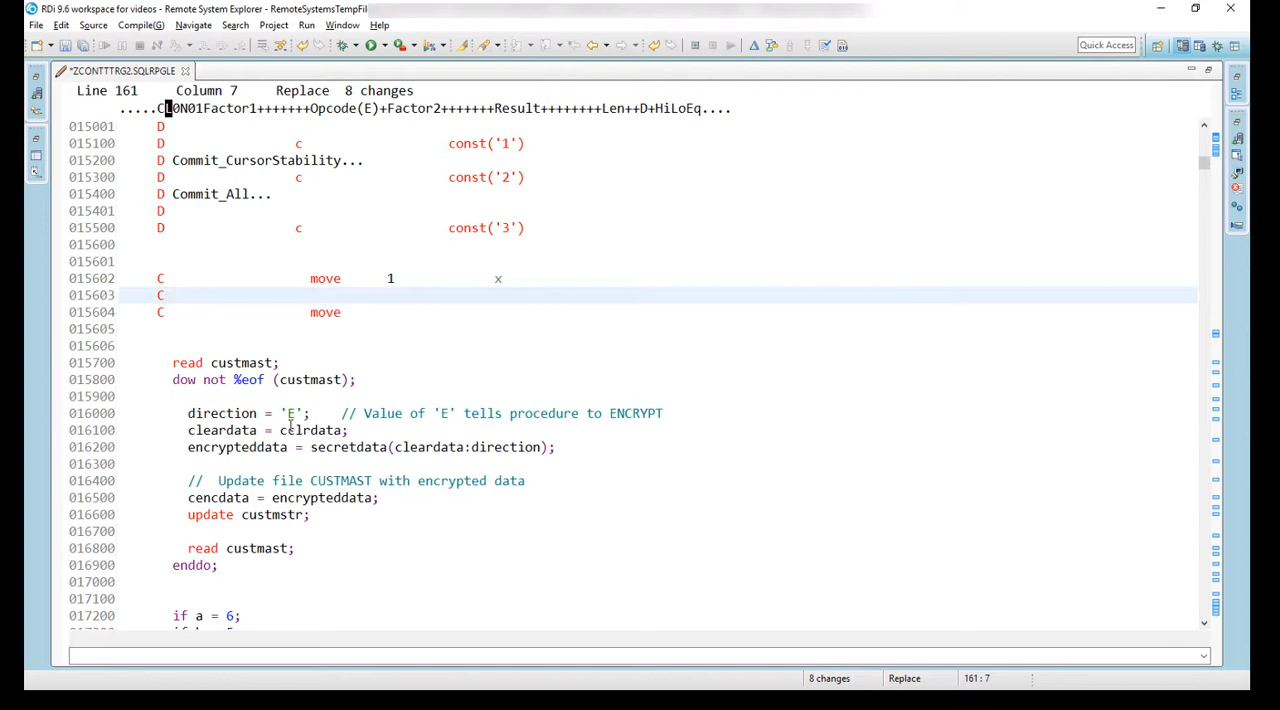 RDi 9.6 workspace for videos - Remote System Explorer - RemoteSystemsTempFil
File Edit Source Compile(G) Navigate Search Project Run Window Help
Quick Access
*ZCONTTTRG2.SQLRPGLE
Line 161 Column 7 Replace 8 changes
.....CL0N01Factor1+++++++Opcode(E)+Factor2+++++++Result++++++++Len++D+HiLoEq....
015001 D
015100 D c const('1')
015200 D Commit_CursorStability...
015300 D c const('2')
015400 D Commit_All...
015401 D
015500 D c const('3')
015600
015601
015602 C move 1 x
015603 C
015604 C move
015605
015606
015700 read custmast;
015800 dow not %eof (custmast);
015900
016000 direction = 'E'; // Value of 'E' tells procedure to ENCRYPT
016100 cleardata = cclrdata;
016200 encrypteddata = secretdata(cleardata:direction);
016300
016400 // Update file CUSTMAST with encrypted data
016500 cencdata = encrypteddata;
016600 update custmstr;
016700
016800 read custmast;
016900 enddo;
017000
017100
017200 if a = 6;
8 changes Replace 161 : 7